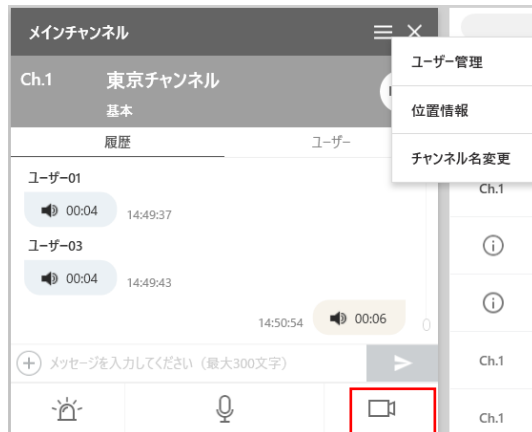 メインチャンネル
Ch.1 東京チャンネル
基本
履歴 ユーザー
ユーザー管理
位置情報
チャンネル名変更
ユーザー01
00:04 14:49:37
ユーザー03
00:04 14:49:43
14:50:54 00:06
0
メッセージを入力してください（最大300文字）
Ch.1
Ch.1
Ch.1